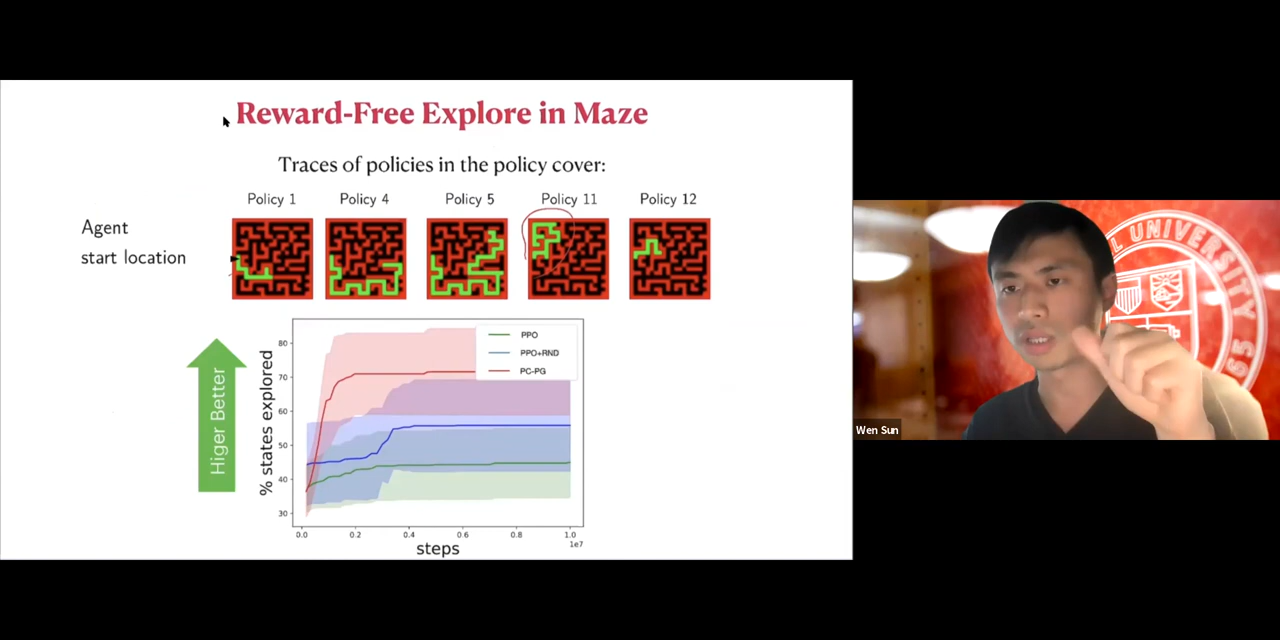 Reward-Free Explore in Maze
Traces of policies in the policy cover:
Policy 1 Policy 4 Policy 5 Policy 11 Policy 12
Agent
start location
Higer Better
% states explored
80
70
60
50
40
30
PPO
PPO+RND
PC-PG
0.0 0.2 0.4 0.6 0.8 1.0
1e7
steps
Wen Sun
L UNIVERSITY